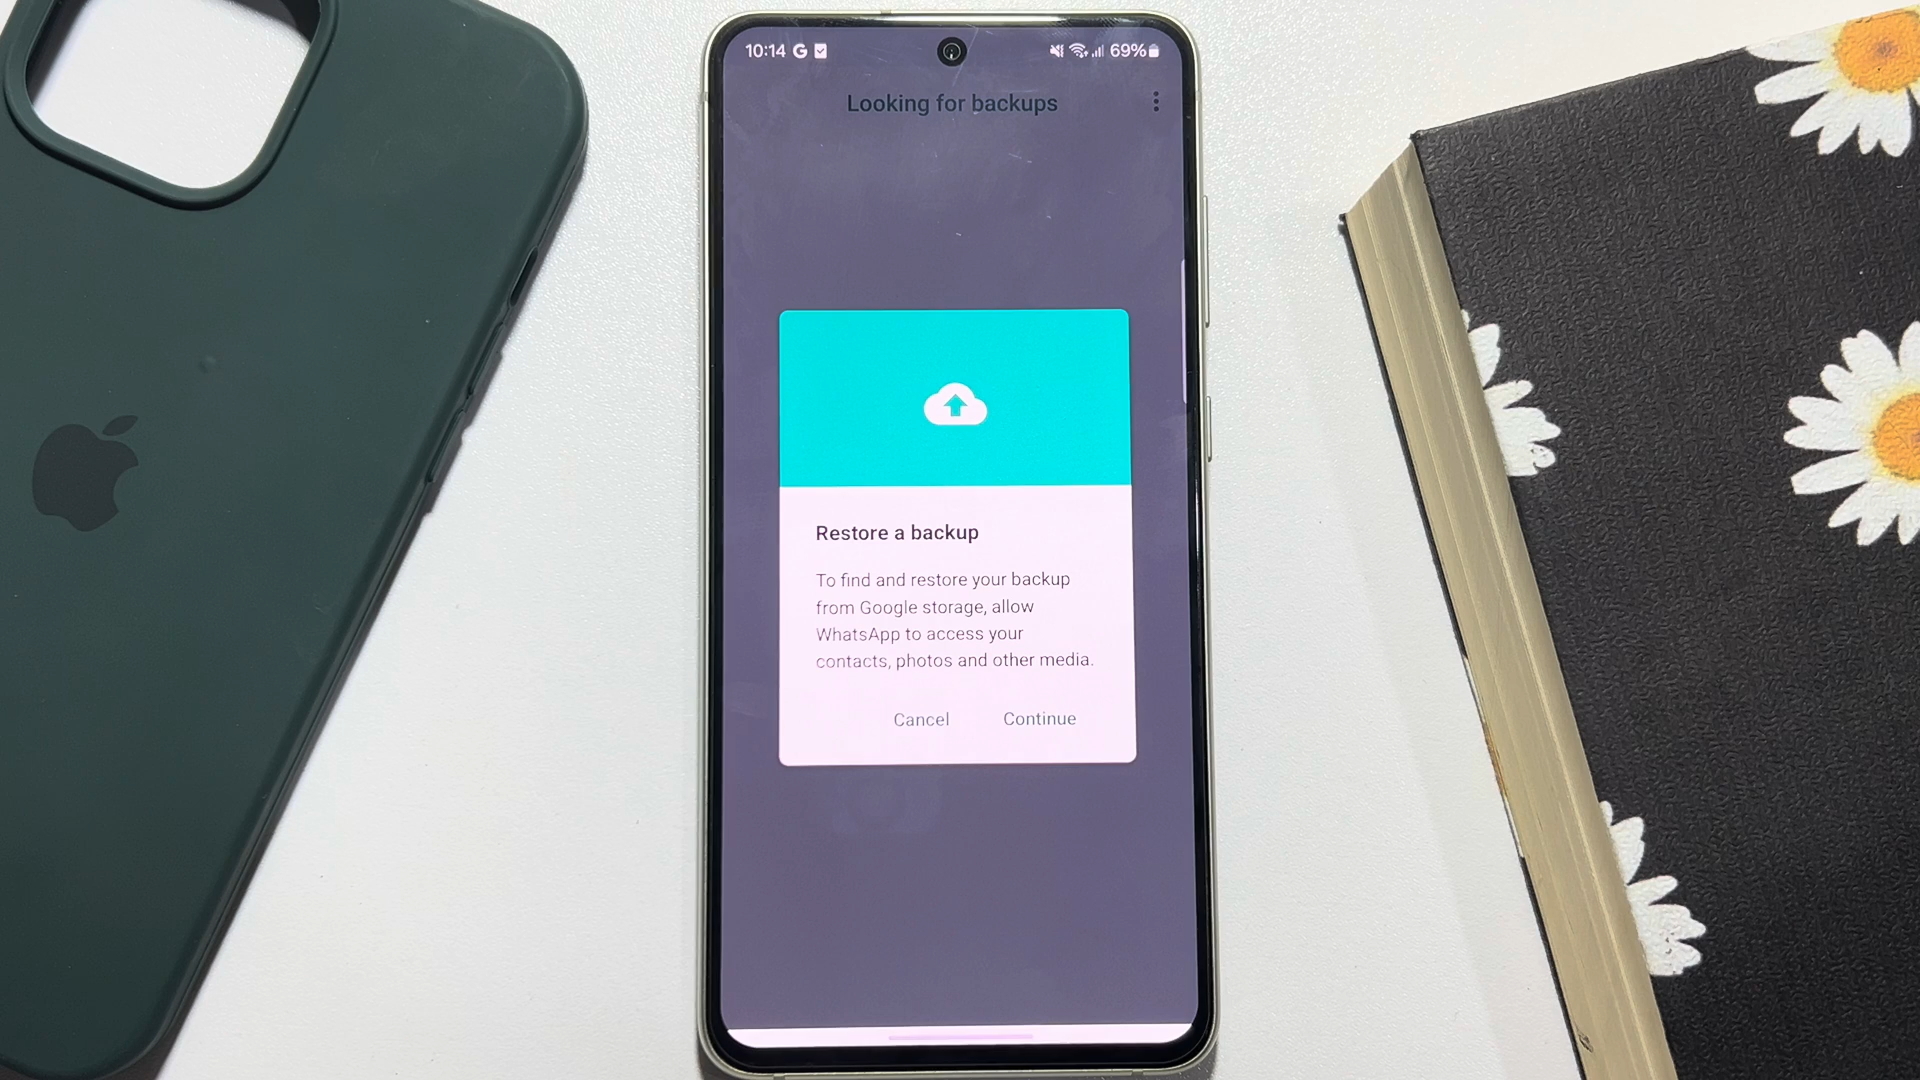 10:14 G 69%
Looking for backups
Restore a backup
To find and restore your backup
from Google storage, allow
WhatsApp to access your
contacts, photos and other media.
Cancel Continue